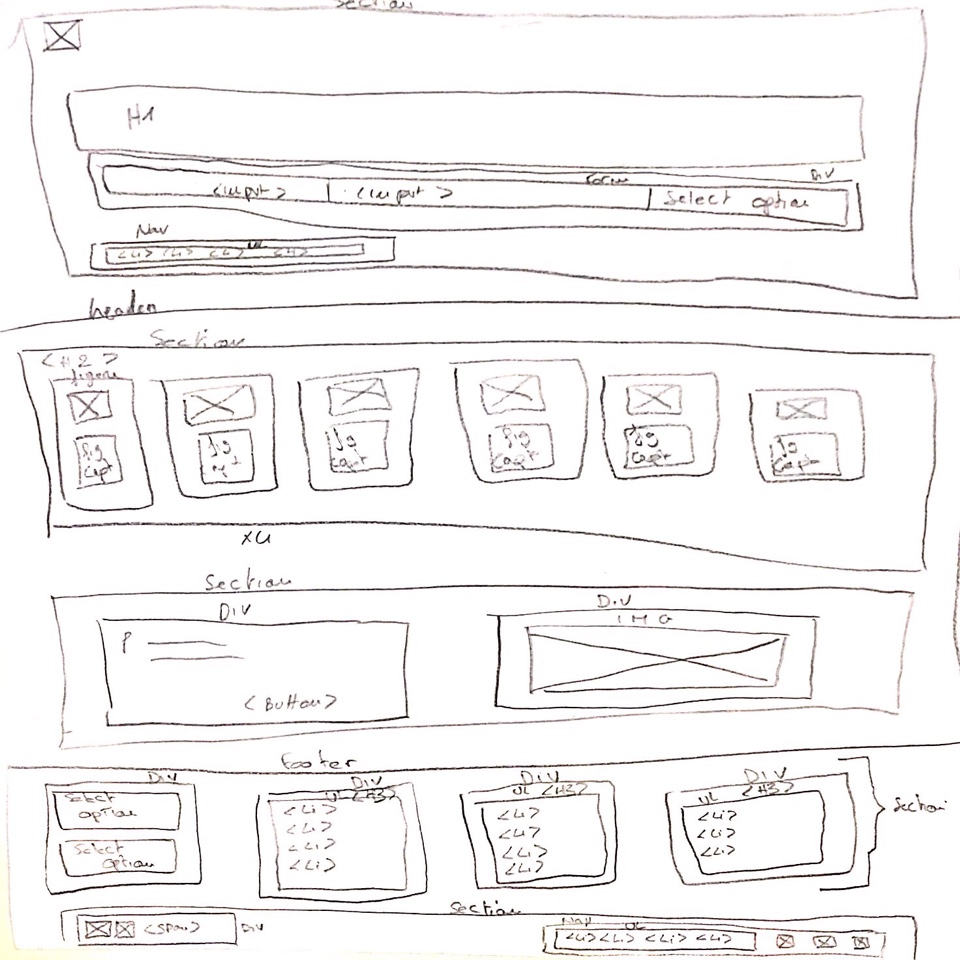 Section
H1
Div
form
<input> <input> Select option
Nav
UL
<Li> <Li> <Li> <Li>
header
Section
<H2>
figure
fig
capt
fig
capt
fig
capt
fig
capt
fig
capt
fig
capt
Section
Div
P
<Button>
Div
IMG
footer
Div
Select
option
Select
option
Div
UL <H3>
<Li>
<Li>
<Li>
<Li>
Div
UL <H3>
<Li>
<Li>
<Li>
<Li>
Div
UL <H3>
<Li>
<Li>
<Li>
Section
Section
<Span> Div
Nav UL
<Li> <Li> <Li> <Li>